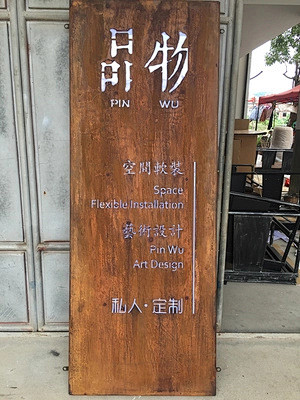 品物
PIN WU
空間軟裝
Space
Flexible Installation
藝術設計
Pin Wu
Art Design
私人·定制